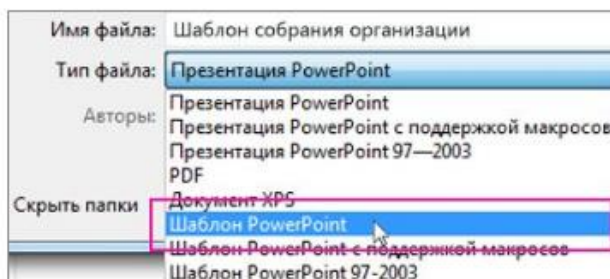 Имя файла: Шаблон собрания организации
Тип файла: Презентация PowerPoint
Авторы:
Презентация PowerPoint
Презентация PowerPoint с поддержкой макросов
Презентация PowerPoint 97—2003
PDF
Документ XPS
Скрыть папки
Шаблон PowerPoint
Шаблон PowerPoint с поддержкой макросов
Шаблон PowerPoint 97-2003